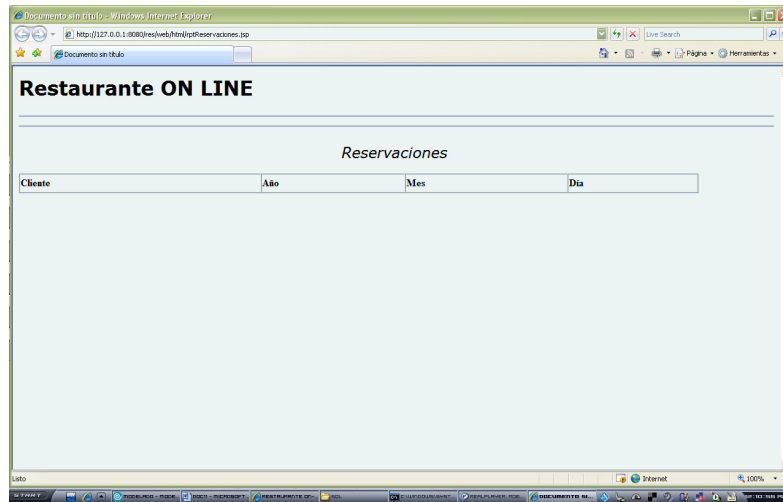 Documento sin título - Windows Internet Explorer
http://127.0.0.1:8080/res/web/html/rptReservaciones.jsp
Live Search
Documento sin título
Página
Herramientas
Restaurante ON LINE
Reservaciones
Cliente Año Mes Día
Listo
Internet
100%
START